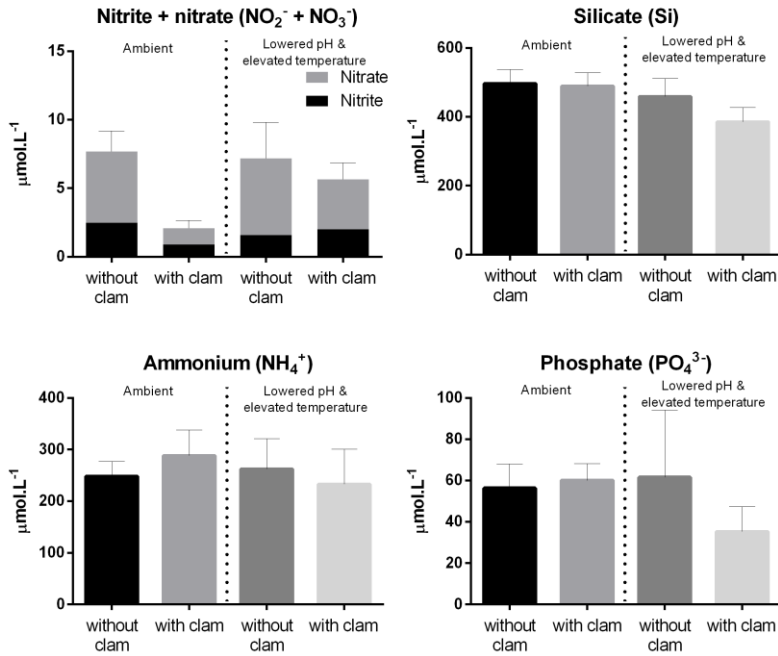 Nitrite + nitrate (NO₂⁻ + NO₃⁻)
15
10
5
0
μmol.L⁻¹
Ambient
Lowered pH &
elevated temperature
Nitrate
Nitrite
without
clam
with clam
without
clam
with clam
Silicate (Si)
600
400
200
0
μmol.L⁻¹
Ambient
Lowered pH &
elevated temperature
without
clam
with clam
without
clam
with clam
Ammonium (NH₄⁺)
400
300
200
100
0
μmol.L⁻¹
Ambient
Lowered pH &
elevated temperature
without
clam
with clam
without
clam
with clam
Phosphate (PO₄³⁻)
100
80
60
40
20
0
μmol.L⁻¹
Ambient
Lowered pH &
elevated temperature
without
clam
with clam
without
clam
with clam